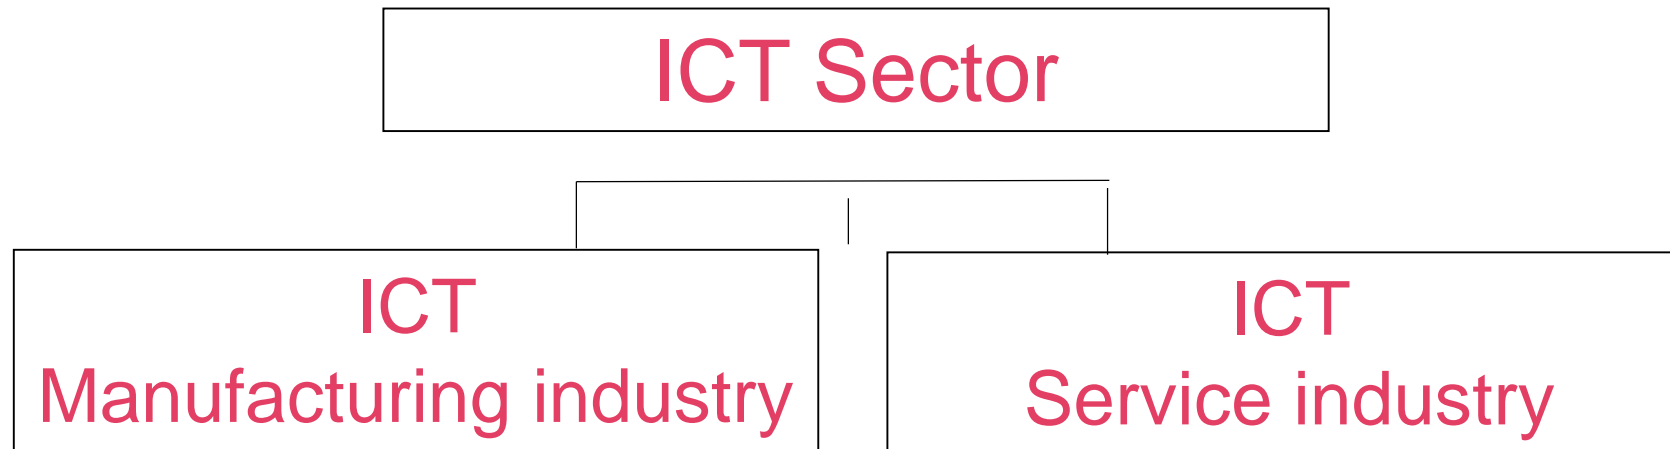 ICT Sector
ICT
Manufacturing industry
ICT
Service industry